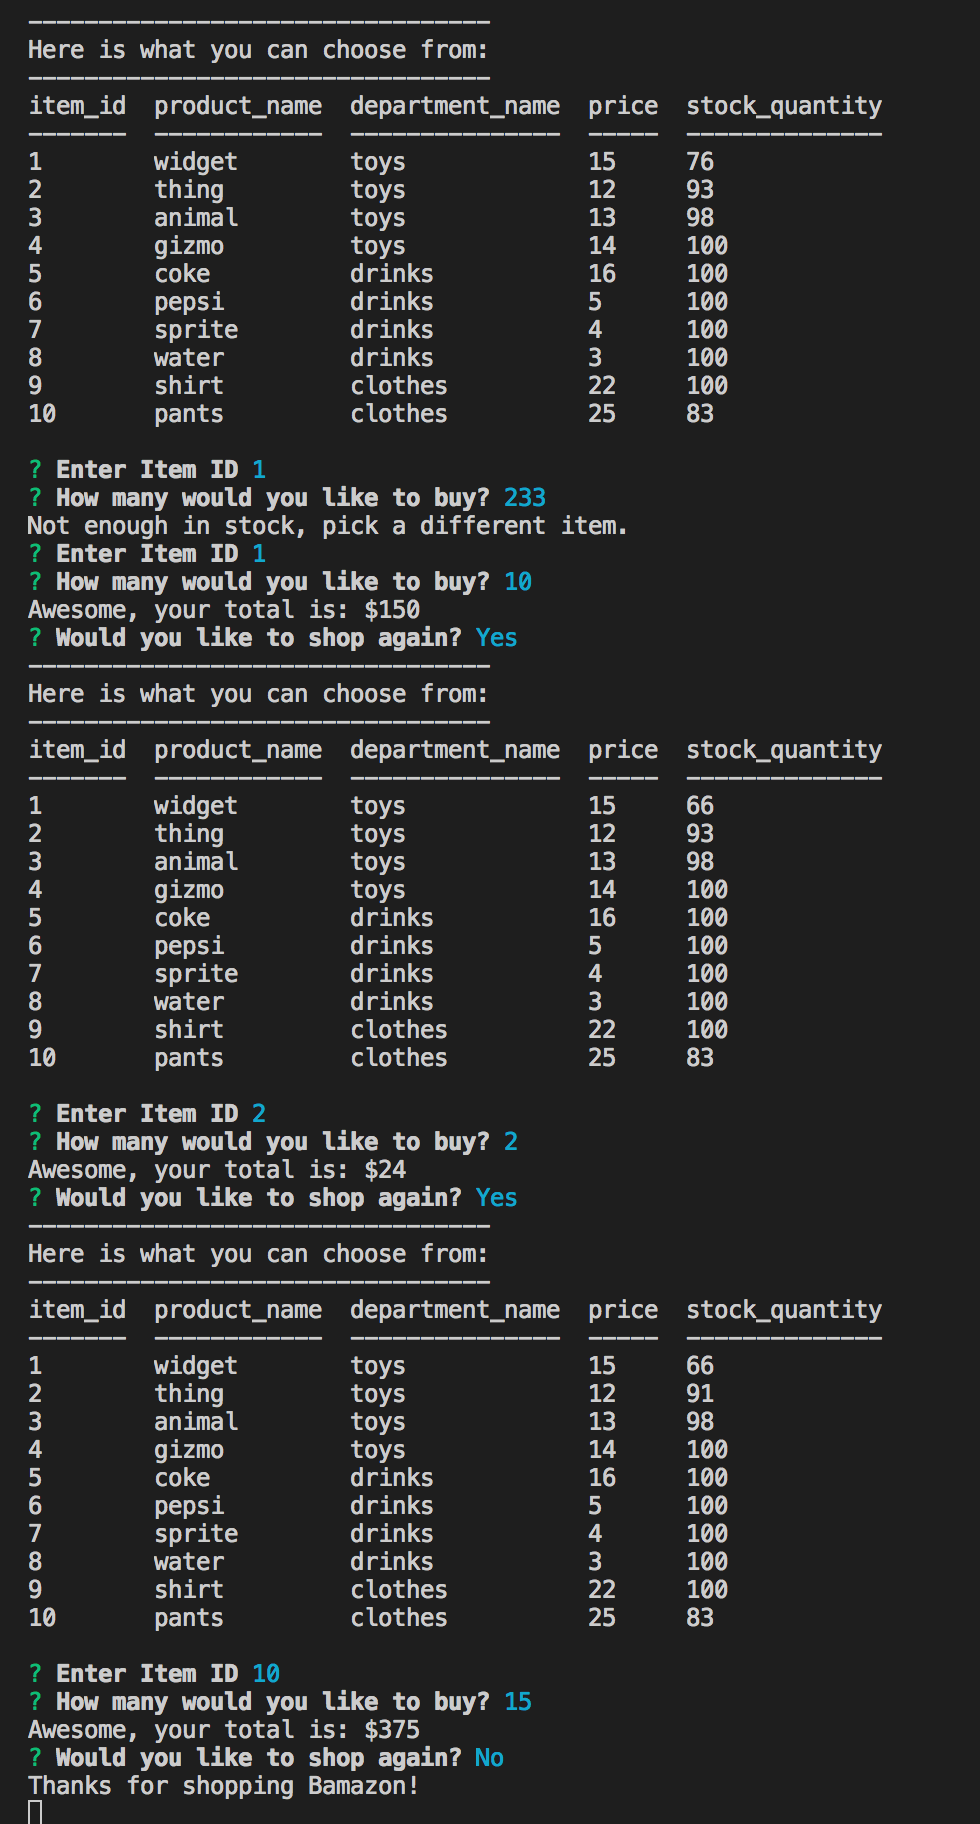 ---------------------------------
Here is what you can choose from:
---------------------------------
item_id  product_name  department_name  price  stock_quantity
-------  ------------  ---------------  -----  --------------
1        widget        toys             15     76
2        thing         toys             12     93
3        animal        toys             13     98
4        gizmo         toys             14     100
5        coke          drinks           16     100
6        pepsi         drinks           5      100
7        sprite        drinks           4      100
8        water         drinks           3      100
9        shirt         clothes          22     100
10       pants         clothes          25     83

? Enter Item ID 1
? How many would you like to buy? 233
Not enough in stock, pick a different item.
? Enter Item ID 1
? How many would you like to buy? 10
Awesome, your total is: $150
? Would you like to shop again? Yes
---------------------------------
Here is what you can choose from:
---------------------------------
item_id  product_name  department_name  price  stock_quantity
-------  ------------  ---------------  -----  --------------
1        widget        toys             15     66
2        thing         toys             12     93
3        animal        toys             13     98
4        gizmo         toys             14     100
5        coke          drinks           16     100
6        pepsi         drinks           5      100
7        sprite        drinks           4      100
8        water         drinks           3      100
9        shirt         clothes          22     100
10       pants         clothes          25     83

? Enter Item ID 2
? How many would you like to buy? 2
Awesome, your total is: $24
? Would you like to shop again? Yes
---------------------------------
Here is what you can choose from:
---------------------------------
item_id  product_name  department_name  price  stock_quantity
-------  ------------  ---------------  -----  --------------
1        widget        toys             15     66
2        thing         toys             12     91
3        animal        toys             13     98
4        gizmo         toys             14     100
5        coke          drinks           16     100
6        pepsi         drinks           5      100
7        sprite        drinks           4      100
8        water         drinks           3      100
9        shirt         clothes          22     100
10       pants         clothes          25     83

? Enter Item ID 10
? How many would you like to buy? 15
Awesome, your total is: $375
? Would you like to shop again? No
Thanks for shopping Bamazon!